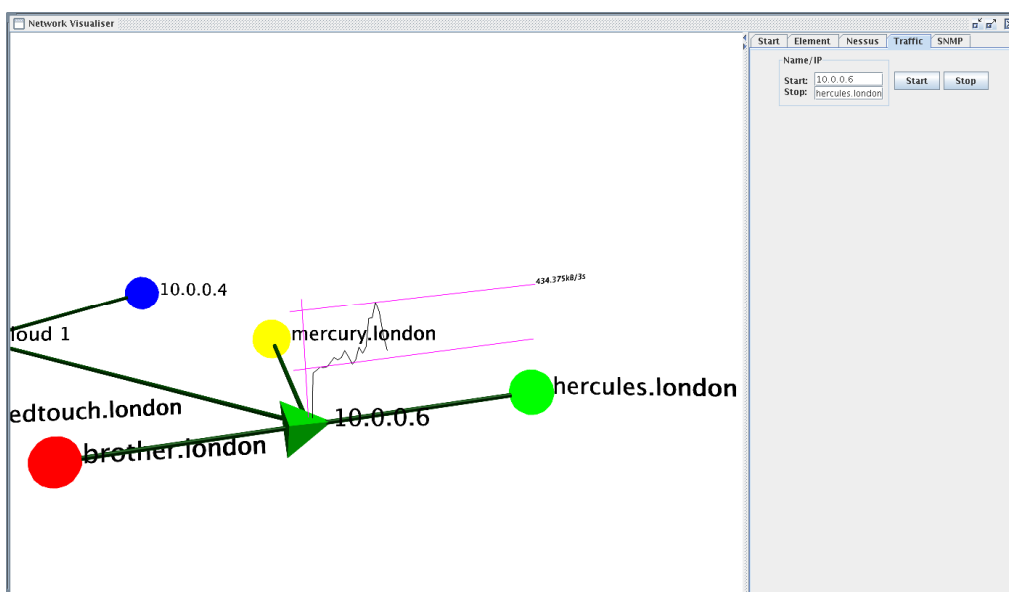 Network Visualiser
Start Element Nessus Traffic SNMP
Name/IP
Start: 10.0.0.6
Stop: hercules.london
Start Stop
434.375kB/3s
10.0.0.4
loud 1
mercury.london
hercules.london
edtouch.london
10.0.0.6
brother.london